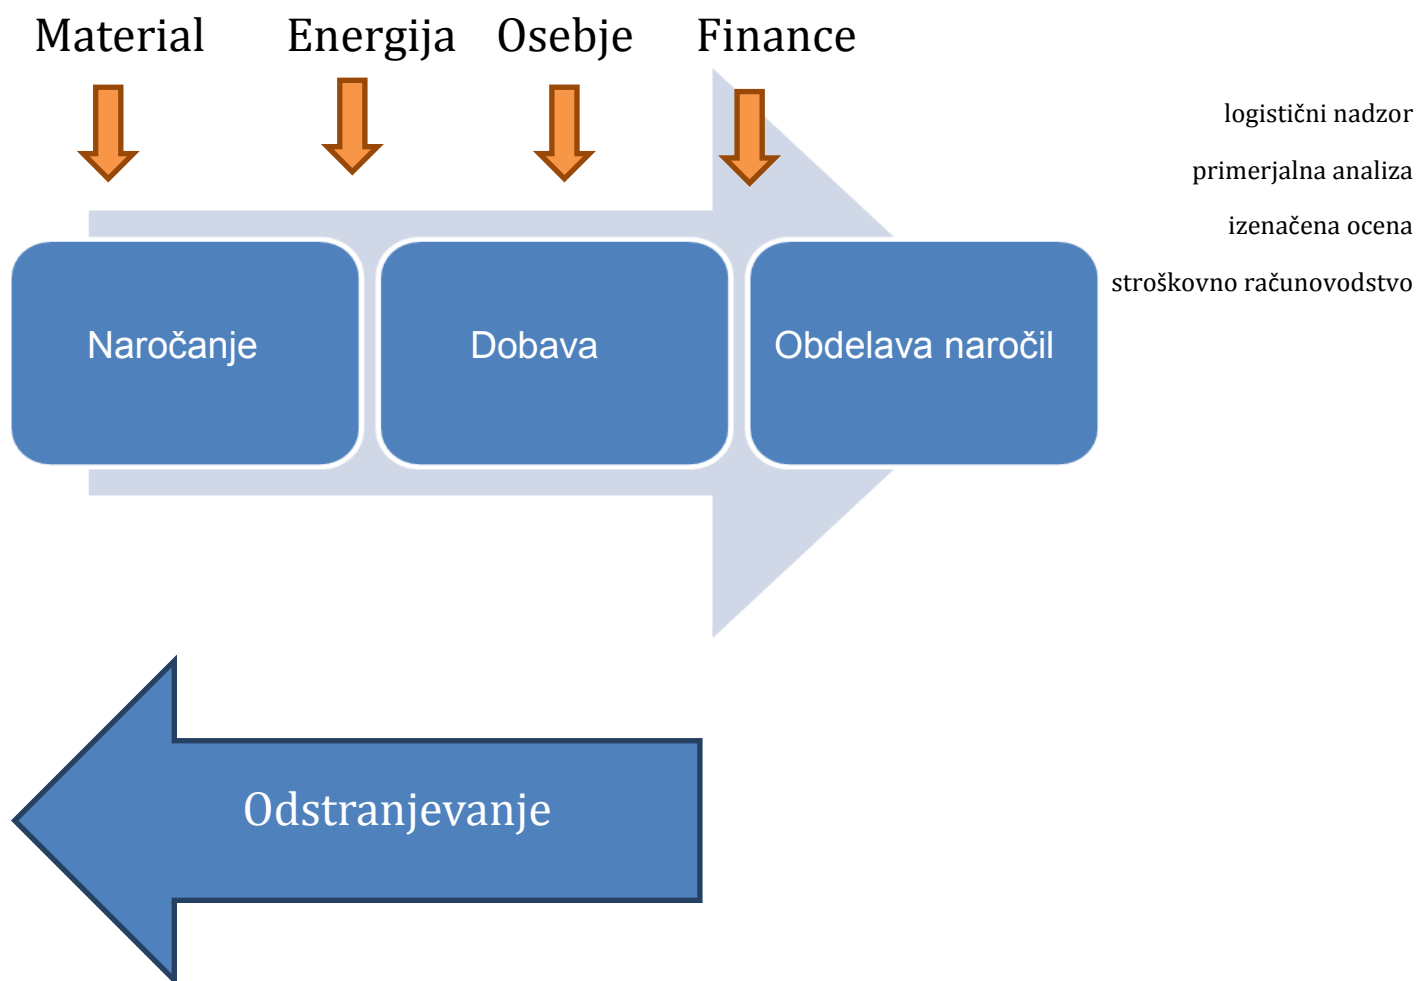 Material Energija Osebje Finance
logistični nadzor
primerjalna analiza
izenačena ocena
stroškovno računovodstvo
Naročanje Dobava Obdelava naročil
Odstranjevanje